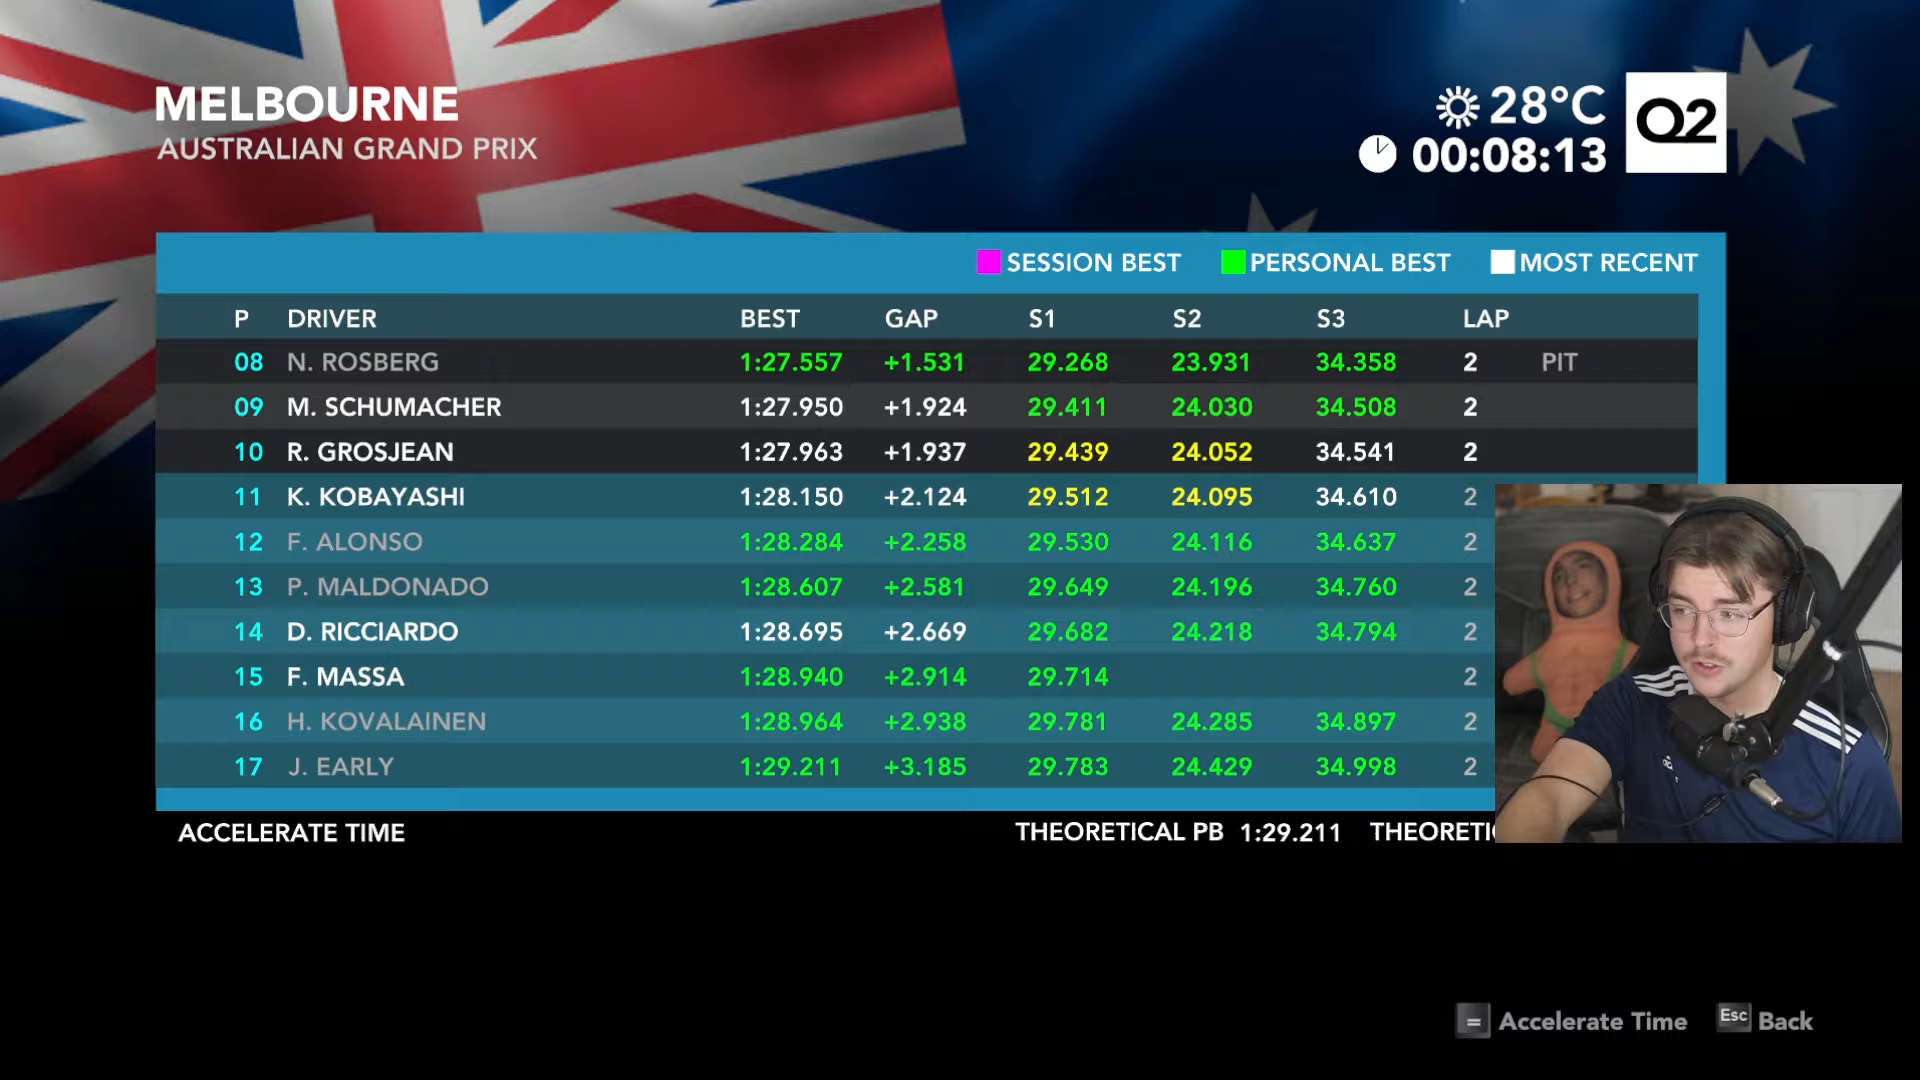 MELBOURNE
AUSTRALIAN GRAND PRIX
28°C
00:08:13
Q2
SESSION BEST PERSONAL BEST MOST RECENT
P DRIVER BEST GAP S1 S2 S3 LAP
08 N. ROSBERG 1:27.557 +1.531 29.268 23.931 34.358 2 PIT
09 M. SCHUMACHER 1:27.950 +1.924 29.411 24.030 34.508 2
10 R. GROSJEAN 1:27.963 +1.937 29.439 24.052 34.541 2
11 K. KOBAYASHI 1:28.150 +2.124 29.512 24.095 34.610 2
12 F. ALONSO 1:28.284 +2.258 29.530 24.116 34.637 2
13 P. MALDONADO 1:28.607 +2.581 29.649 24.196 34.760 2
14 D. RICCIARDO 1:28.695 +2.669 29.682 24.218 34.794 2
15 F. MASSA 1:28.940 +2.914 29.714 2
16 H. KOVALAINEN 1:28.964 +2.938 29.781 24.285 34.897 2
17 J. EARLY 1:29.211 +3.185 29.783 24.429 34.998 2
ACCELERATE TIME THEORETICAL PB 1:29.211 THEORETI
= Accelerate Time Esc Back